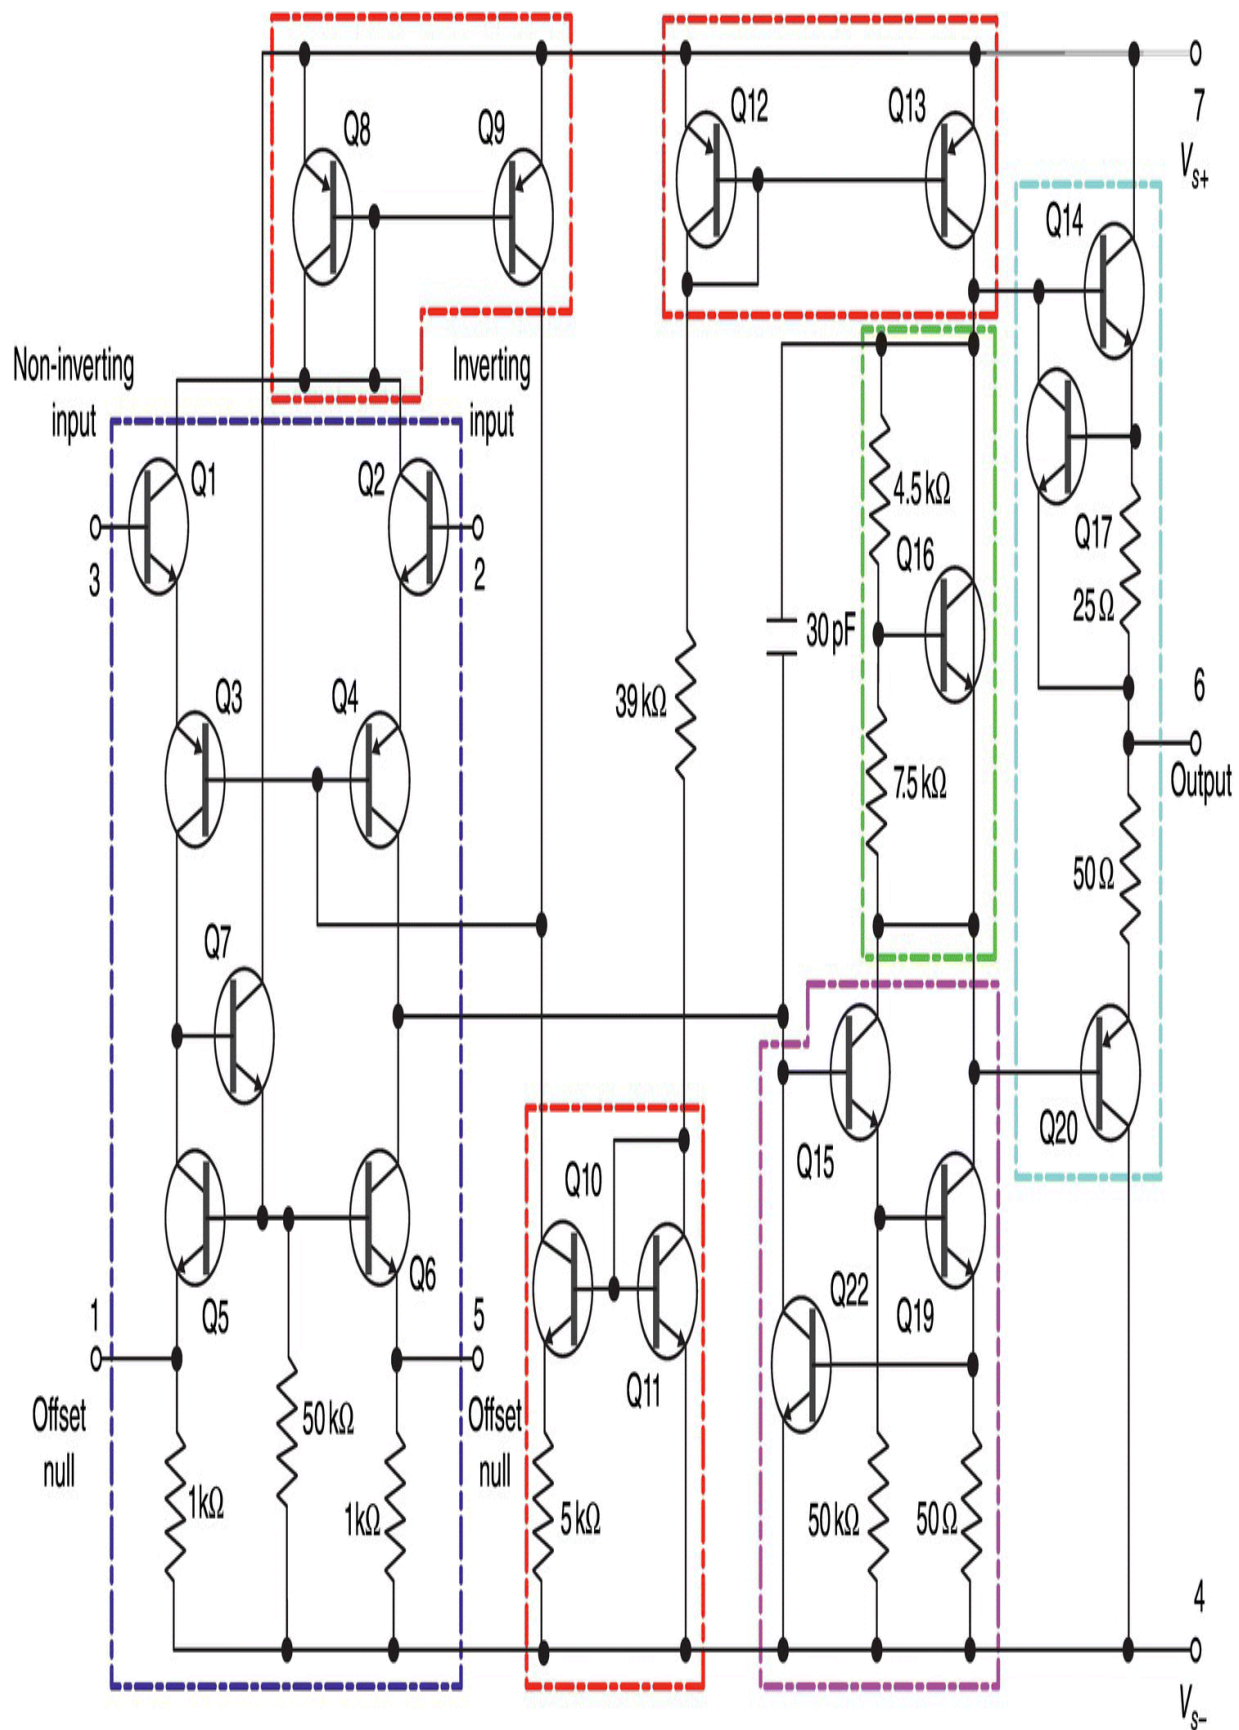 Q8
Q9
Q12
Q13
7
Vs+
Q14
Non-inverting
input
Inverting
input
Q1
Q2
3
2
4.5 kΩ
Q16
Q17
25 Ω
30 pF
Q3
Q4
39 kΩ
6
Output
7.5 kΩ
50 Ω
Q7
Q15
Q20
Q10
Q5
Q6
Q22
Q19
1
5
Q11
Offset
null
50 kΩ
Offset
null
1kΩ
1kΩ
5 kΩ
50 kΩ
50 Ω
4
Vs–